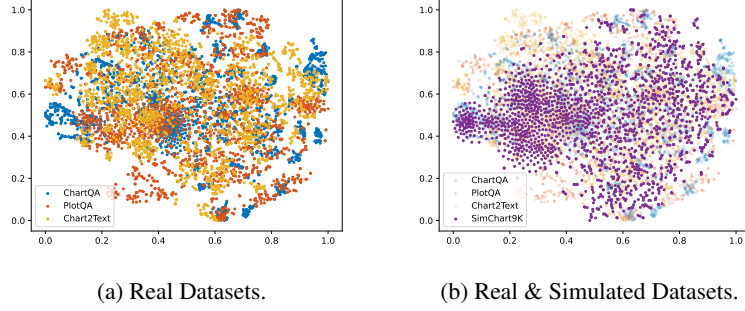 1.0
0.8
0.6
0.4
0.2
0.0
ChartQA
PlotQA
Chart2Text
0.0 0.2 0.4 0.6 0.8 1.0
(a) Real Datasets.
1.0
0.8
0.6
0.4
0.2
0.0
ChartQA
PlotQA
Chart2Text
SimChart9K
0.0 0.2 0.4 0.6 0.8 1.0
(b) Real & Simulated Datasets.